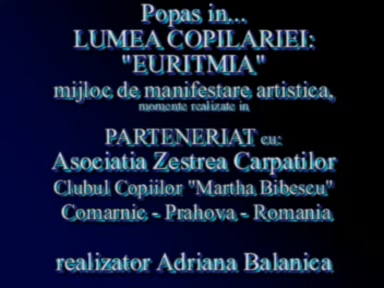 Popas in...
LUMEA COPILARIEI:
"EURITMIA"
mijloc de manifestare artistica,
momente realizate in
PARTENERIAT cu:
Asociatia Zestrea Carpatilor
Clubul Copiilor "Martha Bibescu"
Comarnic - Prahova - Romania
realizator Adriana Balanica